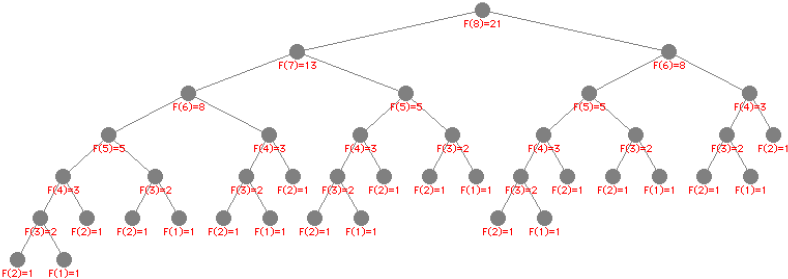 F(8)=21
F(7)=13 F(6)=8
F(6)=8 F(5)=5 F(5)=5 F(4)=3
F(5)=5 F(4)=3 F(4)=3 F(3)=2 F(4)=3 F(3)=2 F(3)=2 F(2)=1
F(4)=3 F(3)=2 F(3)=2 F(2)=1 F(3)=2 F(2)=1 F(2)=1 F(1)=1 F(3)=2 F(2)=1 F(2)=1 F(1)=1 F(2)=1 F(1)=1
F(3)=2 F(2)=1 F(2)=1 F(1)=1 F(2)=1 F(1)=1 F(2)=1 F(1)=1 F(2)=1 F(1)=1
F(2)=1 F(1)=1